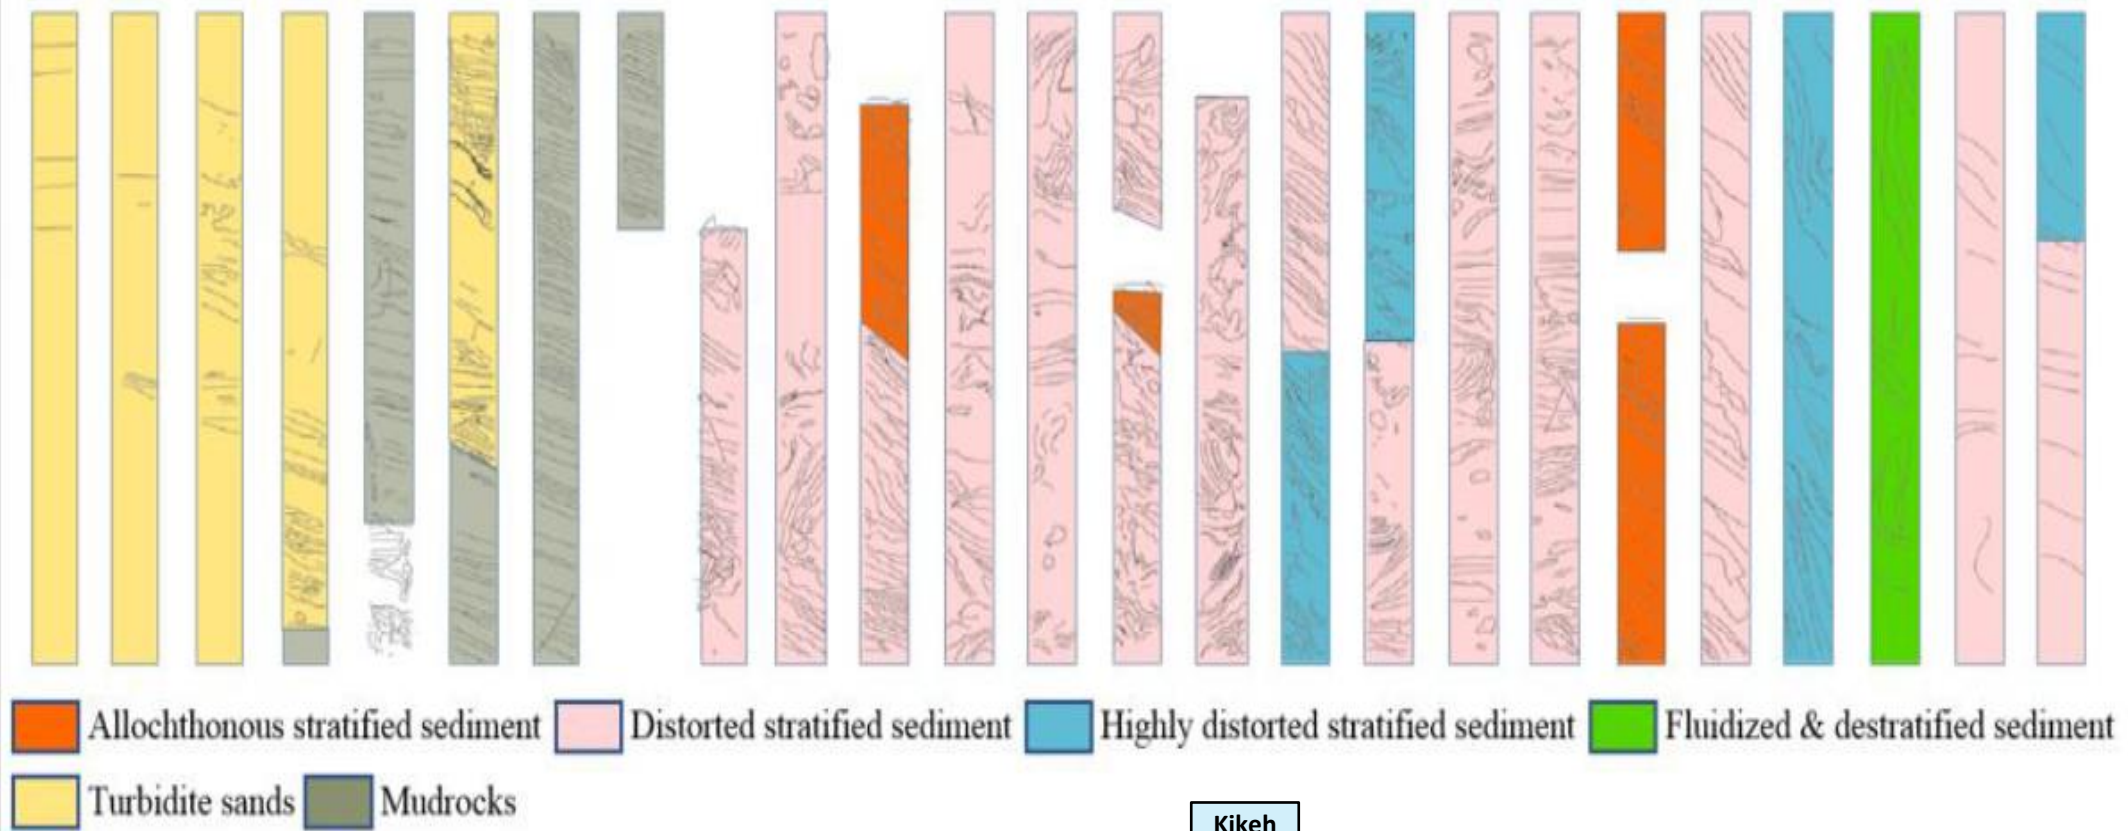 Allochthonous stratified sediment Distorted stratified sediment Highly distorted stratified sediment Fluidized & destratified sediment
Turbidite sands Mudrocks
Kikeh